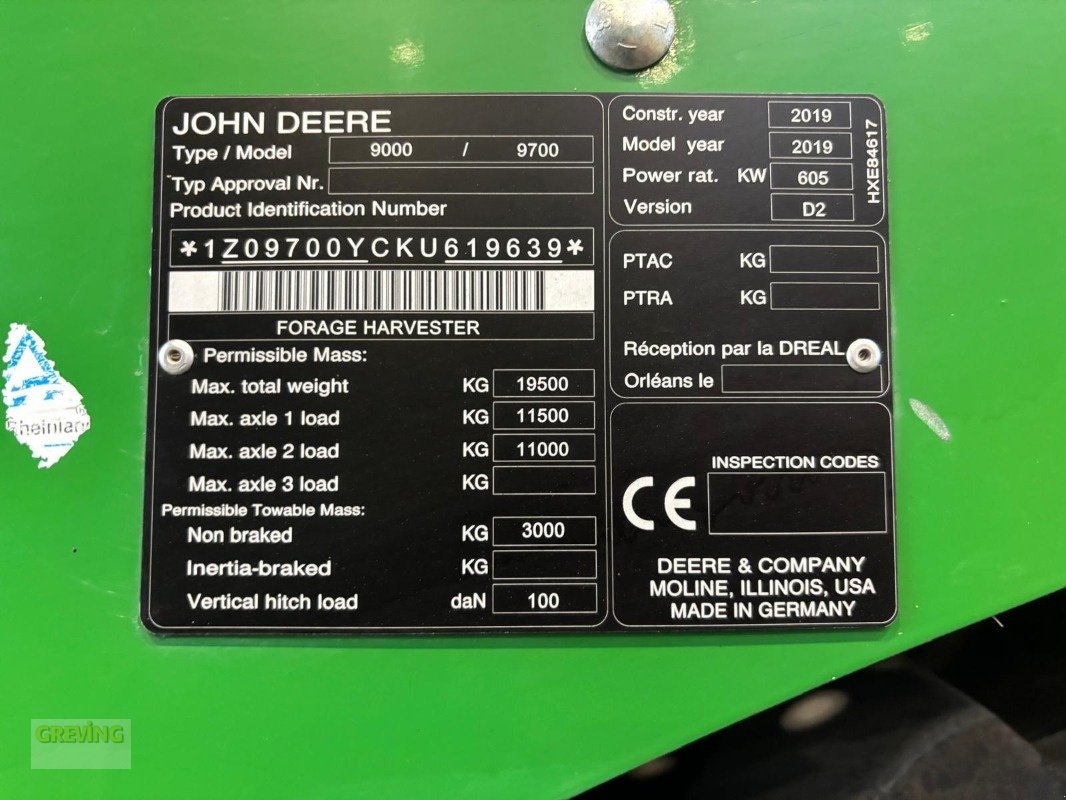 JOHN DEERE
Type / Model 9000 / 9700
Typ Approval Nr.
Product Identification Number
*1Z09700YCKU619639*
FORAGE HARVESTER
Permissible Mass:
Max. total weight KG 19500
Max. axle 1 load KG 11500
Max. axle 2 load KG 11000
Max. axle 3 load KG
Permissible Towable Mass:
Non braked KG 3000
Inertia-braked KG
Vertical hitch load daN 100
Constr. year 2019
Model year 2019
Power rat. KW 605
Version D2
HXE84617
PTAC KG
PTRA KG
Réception par la DREAL
Orléans le
INSPECTION CODES
CE
DEERE & COMPANY
MOLINE, ILLINOIS, USA
MADE IN GERMANY
GREVING